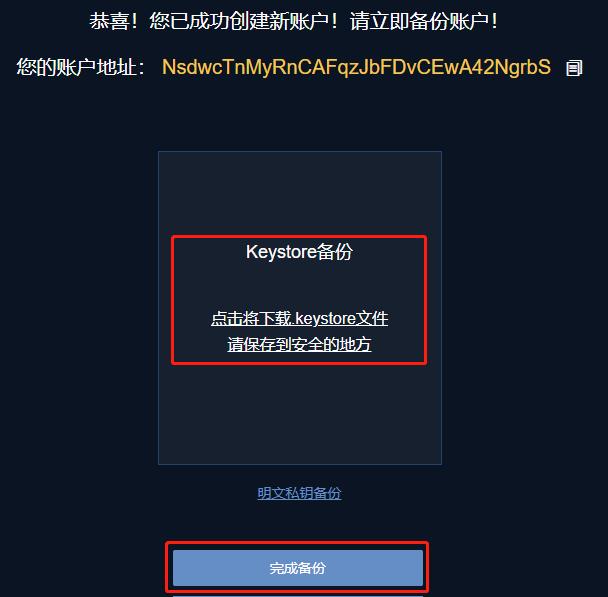 恭喜！您已成功创建新账户！请立即备份账户！
您的账户地址： NsdwcTnMyRnCAFqzJbFDvCEwA42NgrbS
Keystore备份
点击将下载.keystore文件
请保存到安全的地方
明文私钥备份
完成备份